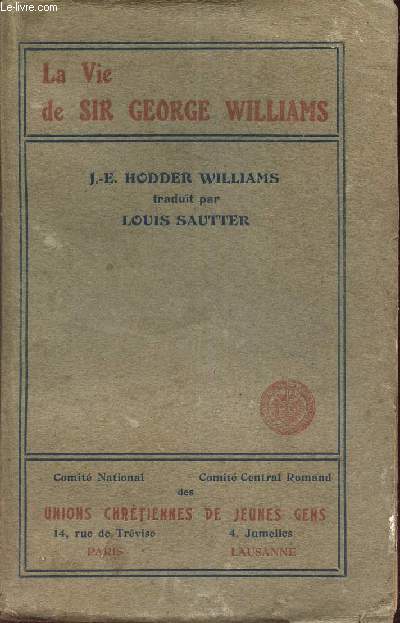 © Le-livre.com
La Vie
de SIR GEORGE WILLIAMS
J.-E. HODDER WILLIAMS
traduit par
LOUIS SAUTTER
Comité National Comité Central Romand
des
UNIONS CHRÉTIENNES DE JEUNES GENS
14, rue de Trévise 4, Jumelles
PARIS LAUSANNE